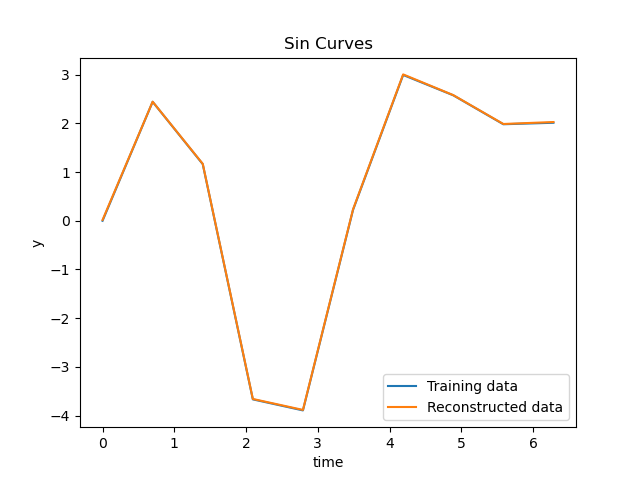 Sin Curves
3
2
1
0
−1
−2
−3
−4
y
0 1 2 3 4 5 6
time
Training data
Reconstructed data